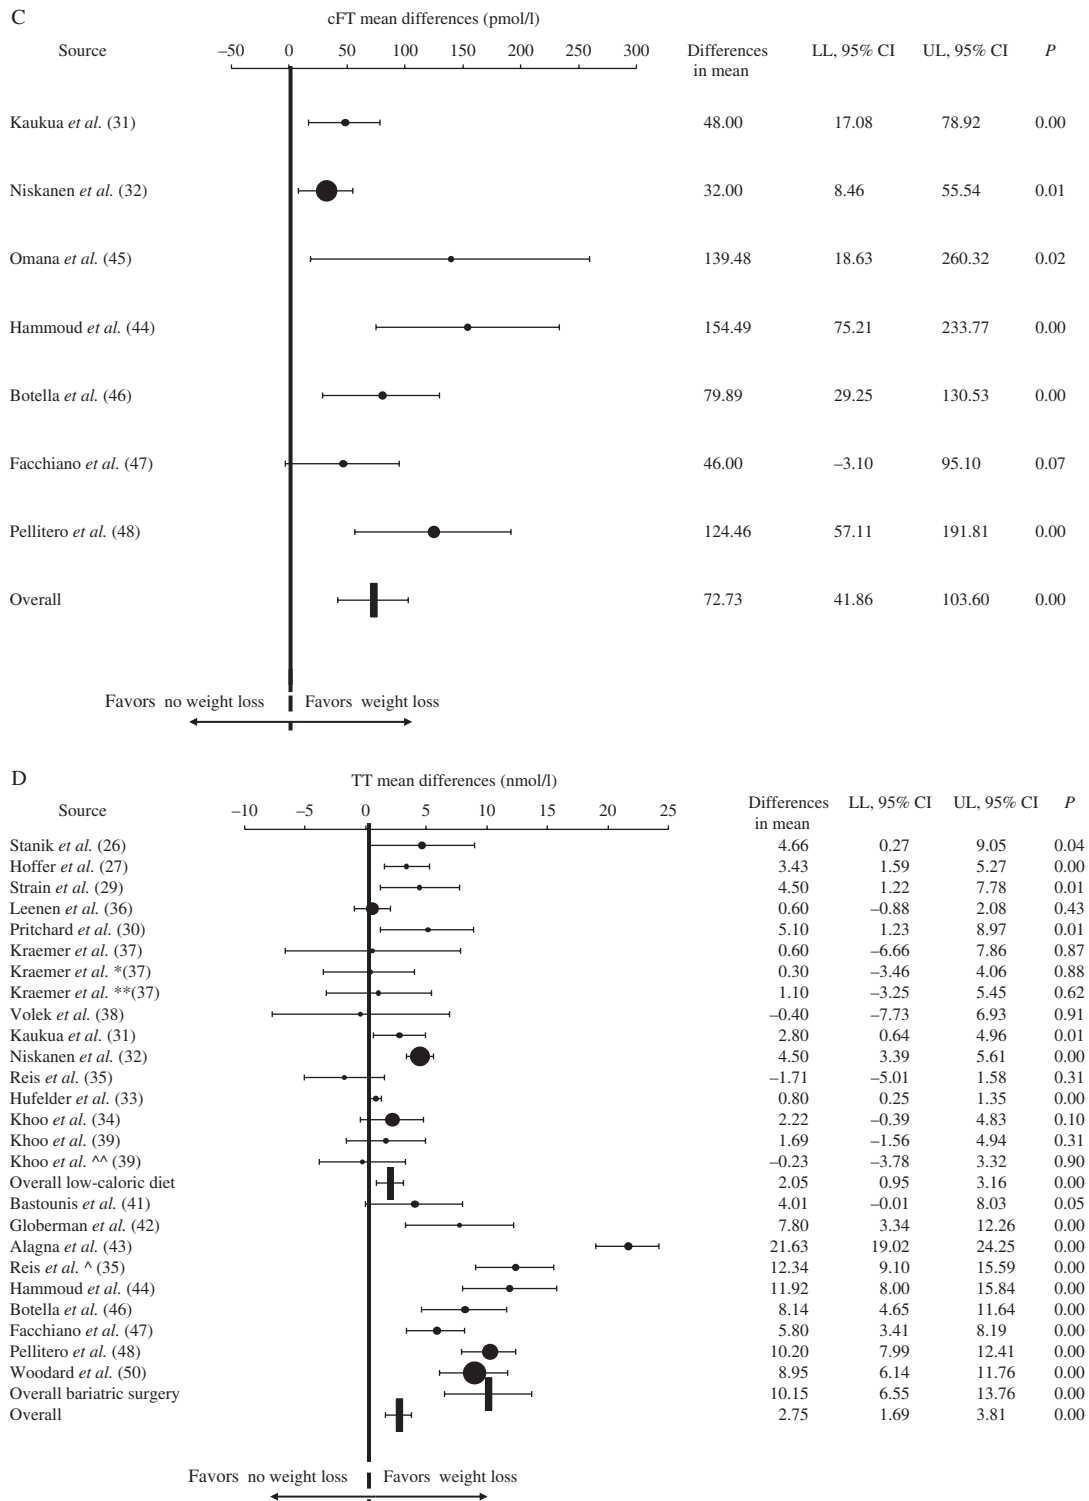 C
cFT mean differences (pmol/l)
Source –50 0 50 100 150 200 250 300 Differences in mean LL, 95% CI UL, 95% CI P
Kaukua et al. (31) 48.00 17.08 78.92 0.00
Niskanen et al. (32) 32.00 8.46 55.54 0.01
Omana et al. (45) 139.48 18.63 260.32 0.02
Hammoud et al. (44) 154.49 75.21 233.77 0.00
Botella et al. (46) 79.89 29.25 130.53 0.00
Facchiano et al. (47) 46.00 –3.10 95.10 0.07
Pellitero et al. (48) 124.46 57.11 191.81 0.00
Overall 72.73 41.86 103.60 0.00
Favors no weight loss Favors weight loss
D
TT mean differences (nmol/l)
Source –10 –5 0 5 10 15 20 25 Differences in mean LL, 95% CI UL, 95% CI P
Stanik et al. (26) 4.66 0.27 9.05 0.04
Hoffer et al. (27) 3.43 1.59 5.27 0.00
Strain et al. (29) 4.50 1.22 7.78 0.01
Leenen et al. (36) 0.60 –0.88 2.08 0.43
Pritchard et al. (30) 5.10 1.23 8.97 0.01
Kraemer et al. (37) 0.60 –6.66 7.86 0.87
Kraemer et al. *(37) 0.30 –3.46 4.06 0.88
Kraemer et al. **(37) 1.10 –3.25 5.45 0.62
Volek et al. (38) –0.40 –7.73 6.93 0.91
Kaukua et al. (31) 2.80 0.64 4.96 0.01
Niskanen et al. (32) 4.50 3.39 5.61 0.00
Reis et al. (35) –1.71 –5.01 1.58 0.31
Hufelder et al. (33) 0.80 0.25 1.35 0.00
Khoo et al. (34) 2.22 –0.39 4.83 0.10
Khoo et al. (39) 1.69 –1.56 4.94 0.31
Khoo et al. ^^ (39) –0.23 –3.78 3.32 0.90
Overall low-caloric diet 2.05 0.95 3.16 0.00
Bastounis et al. (41) 4.01 –0.01 8.03 0.05
Globerman et al. (42) 7.80 3.34 12.26 0.00
Alagna et al. (43) 21.63 19.02 24.25 0.00
Reis et al. ^ (35) 12.34 9.10 15.59 0.00
Hammoud et al. (44) 11.92 8.00 15.84 0.00
Botella et al. (46) 8.14 4.65 11.64 0.00
Facchiano et al. (47) 5.80 3.41 8.19 0.00
Pellitero et al. (48) 10.20 7.99 12.41 0.00
Woodard et al. (50) 8.95 6.14 11.76 0.00
Overall bariatric surgery 10.15 6.55 13.76 0.00
Overall 2.75 1.69 3.81 0.00
Favors no weight loss Favors weight loss